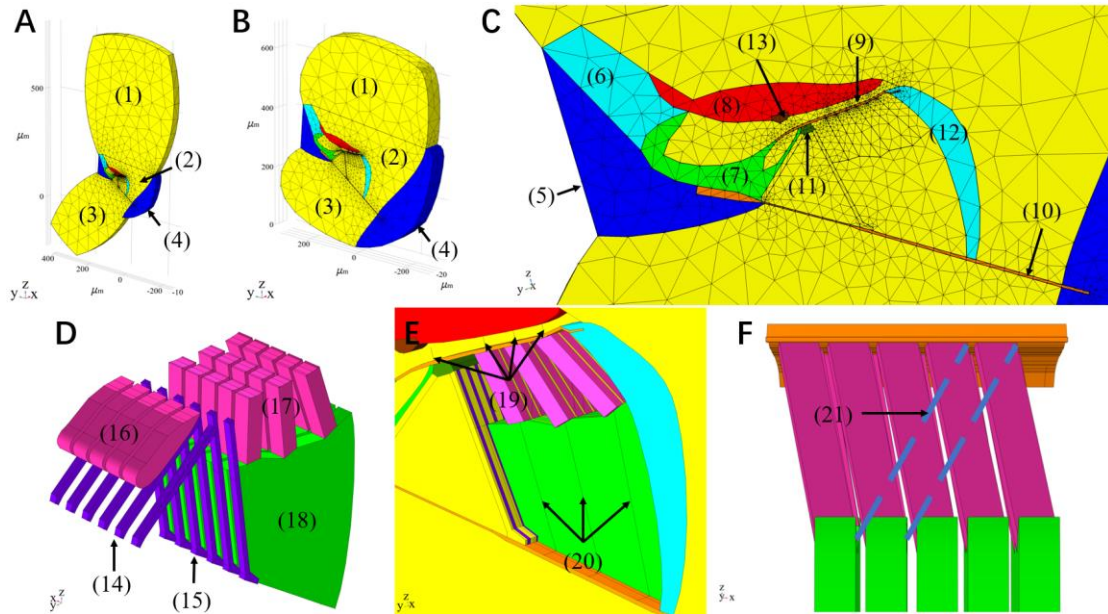 A
500
μm
0
(1)
(2)
(3)
(4)
400
200
0
-200
-10
μm
z
y x
B
600
μm
400
200
0
(1)
(2)
(3)
(4)
200
0
-200
-20
μm
z
y x
C
(13)
(9)
(6)
(8)
(12)
(7)
(11)
(5)
(10)
z
y x
D
(16)
(17)
(18)
(14)
(15)
x z
y
E
(19)
(20)
z
y x
F
(21)
z
y x